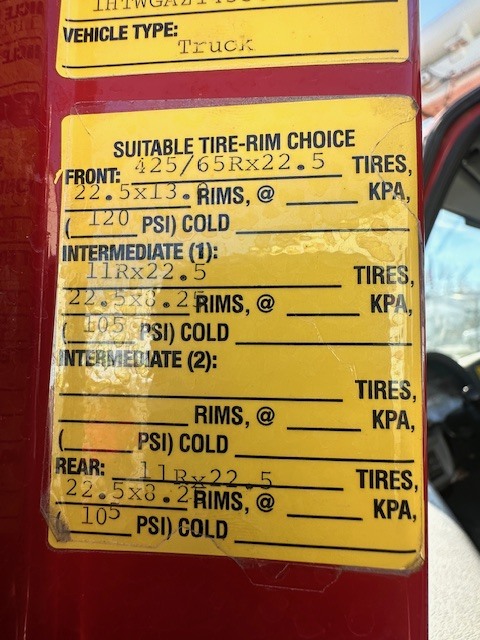 VEHICLE TYPE:
Truck
SUITABLE TIRE-RIM CHOICE
FRONT: 425/65Rx22.5 TIRES,
22.5x13.0 RIMS, @ KPA,
( 120 PSI) COLD
INTERMEDIATE (1):
11Rx22.5 TIRES,
22.5x8.25 RIMS, @ KPA,
( 105 PSI) COLD
INTERMEDIATE (2):
TIRES,
RIMS, @ KPA,
( PSI) COLD
REAR: 11Rx22.5 TIRES,
22.5x8.2 RIMS, @ KPA,
( 105 PSI) COLD